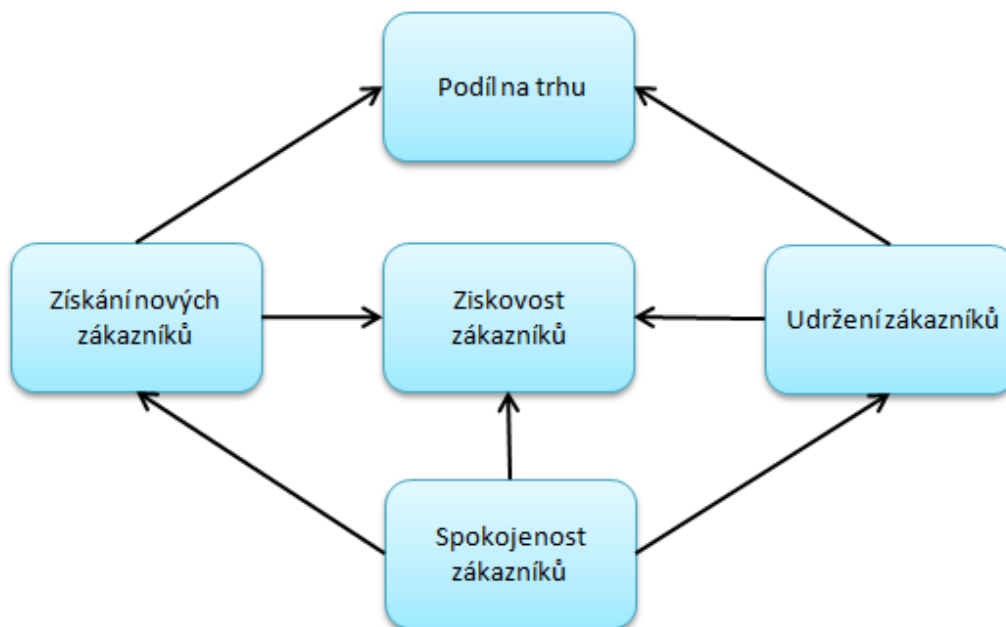 Podíl na trhu
Získání nových
zákazníků
Ziskovost
zákazníků
Udržení zákazníků
Spokojenost
zákazníků